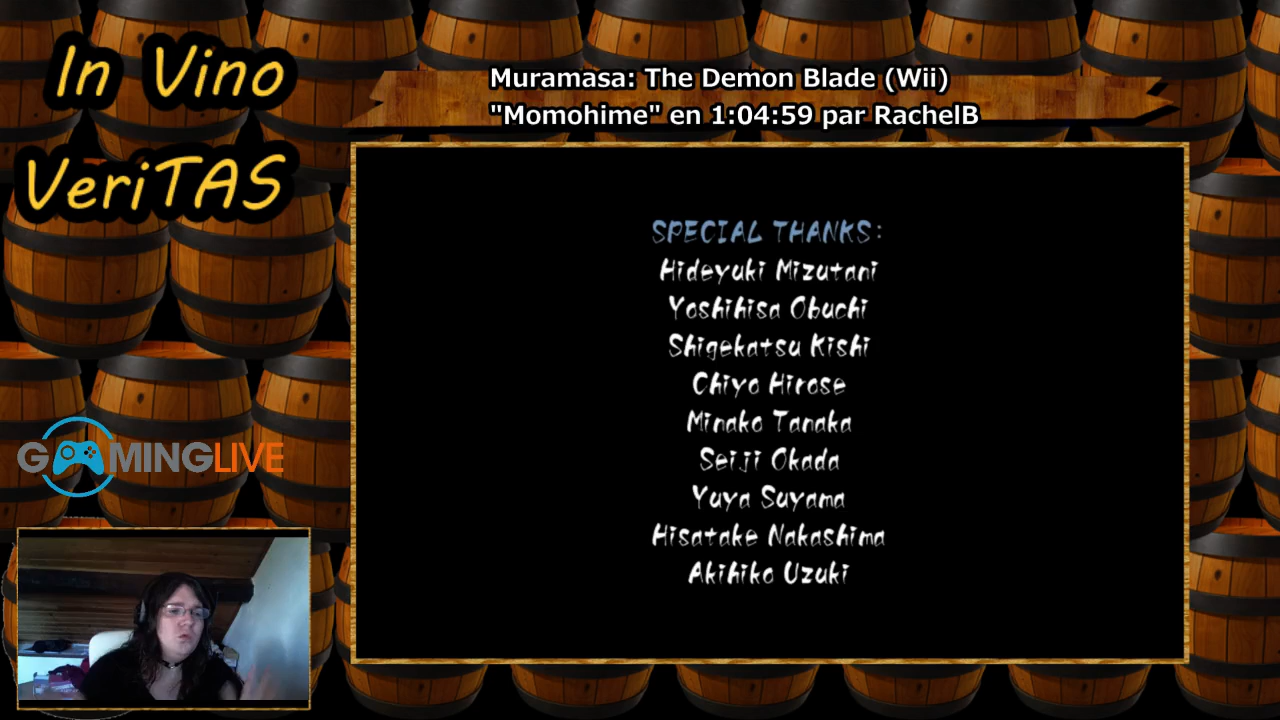 In Vino
VeriTAS
Muramasa: The Demon Blade (Wii)
"Momohime" en 1:04:59 par RachelB
SPECIAL THANKS:
Hideyuki Mizutani
Yoshihisa Obuchi
Shigekatsu Kishi
Chiyo Hirose
Minako Tanaka
Seiji Okada
Yuya Suyama
Hisatake Nakashima
Akihiko Uzuki
GAMINGLIVE